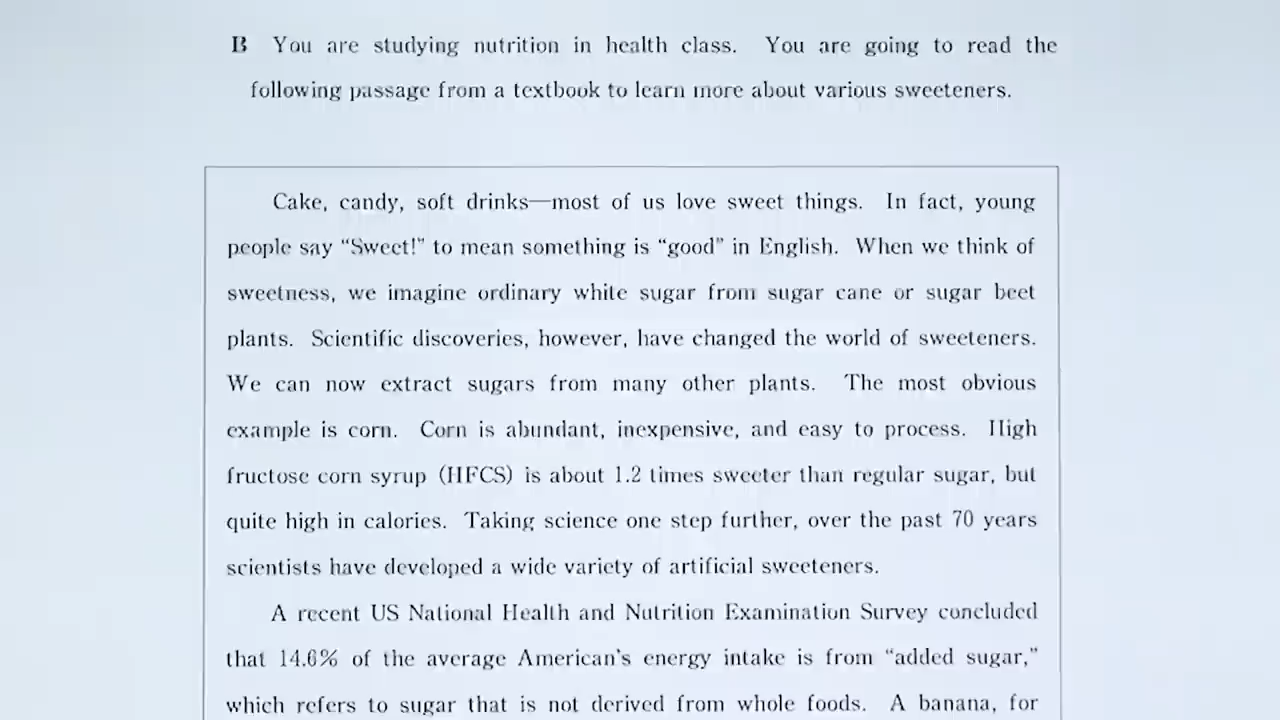 B You are studying nutrition in health class. You are going to read the
following passage from a textbook to learn more about various sweeteners.
Cake, candy, soft drinks—most of us love sweet things. In fact, young
people say “Sweet!” to mean something is “good” in English. When we think of
sweetness, we imagine ordinary white sugar from sugar cane or sugar beet
plants. Scientific discoveries, however, have changed the world of sweeteners.
We can now extract sugars from many other plants. The most obvious
example is corn. Corn is abundant, inexpensive, and easy to process. High
fructose corn syrup (HFCS) is about 1.2 times sweeter than regular sugar, but
quite high in calories. Taking science one step further, over the past 70 years
scientists have developed a wide variety of artificial sweeteners.
A recent US National Health and Nutrition Examination Survey concluded
that 14.6% of the average American’s energy intake is from “added sugar,”
which refers to sugar that is not derived from whole foods. A banana, for